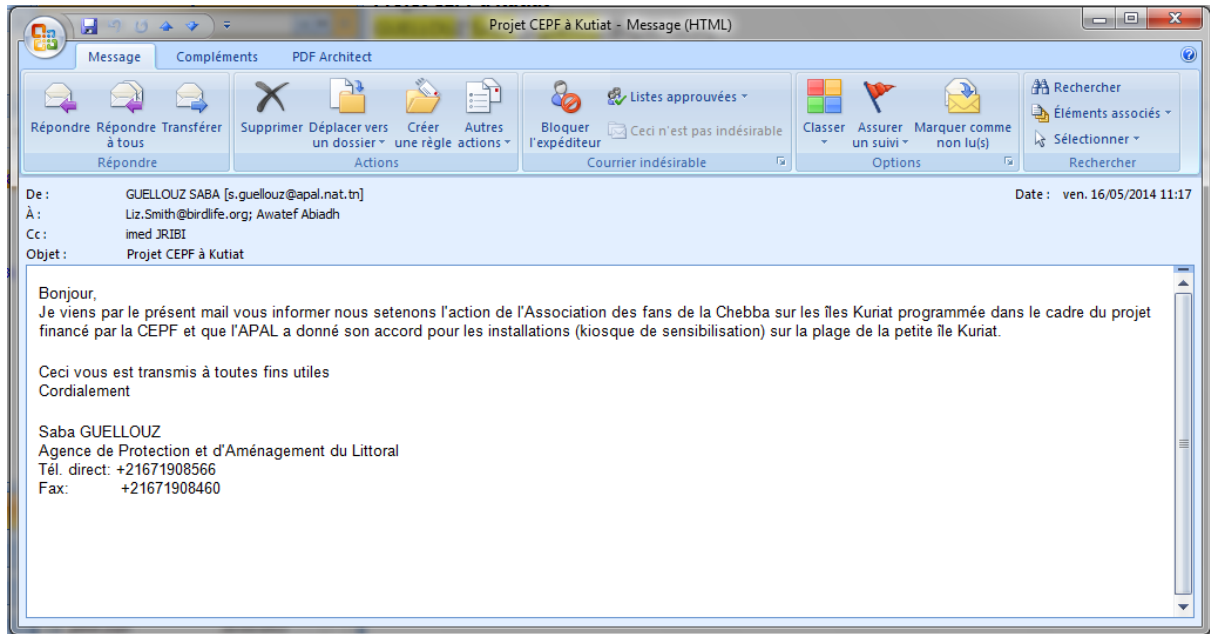 Projet CEPF à Kutiat - Message (HTML)
Message Compléments PDF Architect
Répondre Répondre à tous Transférer
Supprimer Déplacer vers un dossier Créer une règle Autres actions
Bloquer l'expéditeur Listes approuvées
Ceci n'est pas indésirable
Classer Assurer un suivi Marquer comme non lu(s)
Rechercher
Éléments associés
Sélectionner
Répondre Actions Courrier indésirable Options Rechercher
De : GUELLOUZ SABA [s.guellouz@apal.nat.tn] Date : ven. 16/05/2014 11:17
À : Liz.Smith@birdlife.org; Awatef Abiadh
Cc : imed JRIBI
Objet : Projet CEPF à Kutiat
Bonjour,
Je viens par le présent mail vous informer nous setenons l'action de l'Association des fans de la Chebba sur les îles Kuriat programmée dans le cadre du projet
financé par la CEPF et que l'APAL a donné son accord pour les installations (kiosque de sensibilisation) sur la plage de la petite île Kuriat.
Ceci vous est transmis à toutes fins utiles
Cordialement
Saba GUELLOUZ
Agence de Protection et d'Aménagement du Littoral
Tél. direct: +21671908566
Fax: +21671908460